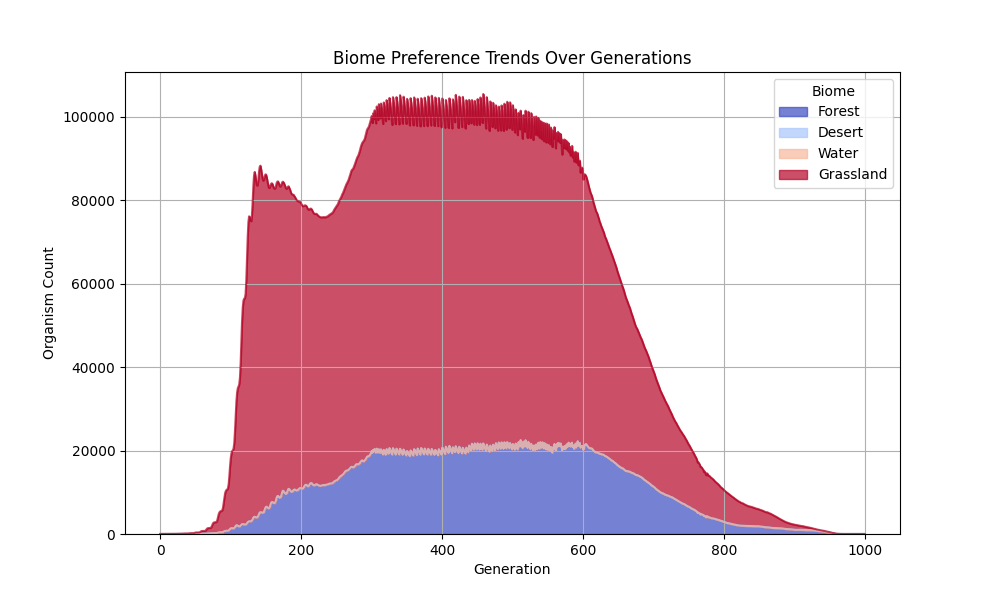 Biome Preference Trends Over Generations
Biome
Forest
Desert
Water
Grassland
Organism Count
100000
80000
60000
40000
20000
0
0 200 400 600 800 1000
Generation